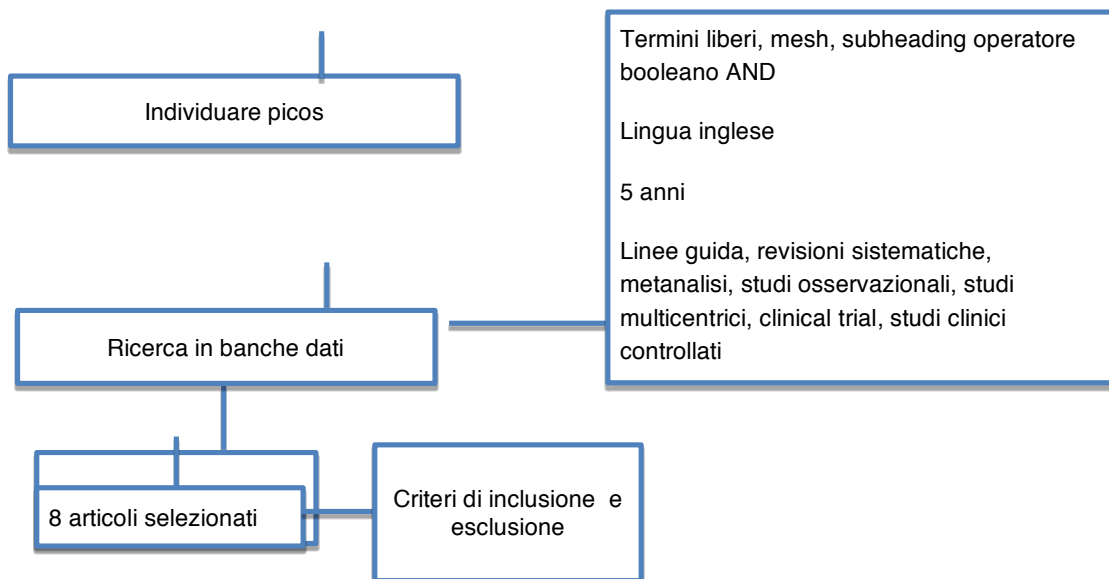 Individuare picos
Termini liberi, mesh, subheading operatore
booleano AND
Lingua inglese
5 anni
Linee guida, revisioni sistematiche,
metanalisi, studi osservazionali, studi
multicentrici, clinical trial, studi clinici
controllati
Ricerca in banche dati
8 articoli selezionati
Criteri di inclusione e
esclusione